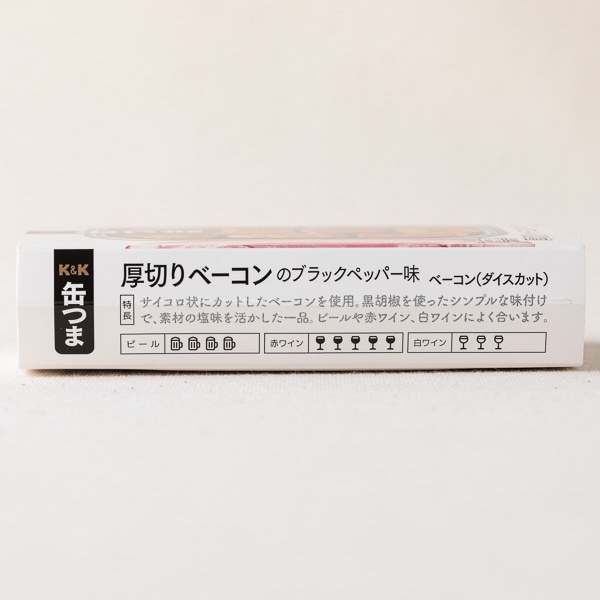 K&K
缶つま
厚切りベーコンのブラックペッパー味 ベーコン(ダイスカット)
特長
サイコロ状にカットしたベーコンを使用。黒胡椒を使ったシンプルな味付け
で、素材の塩味を活かした一品。ビールや赤ワイン、白ワインによく合います。
ビール 赤ワイン 白ワイン